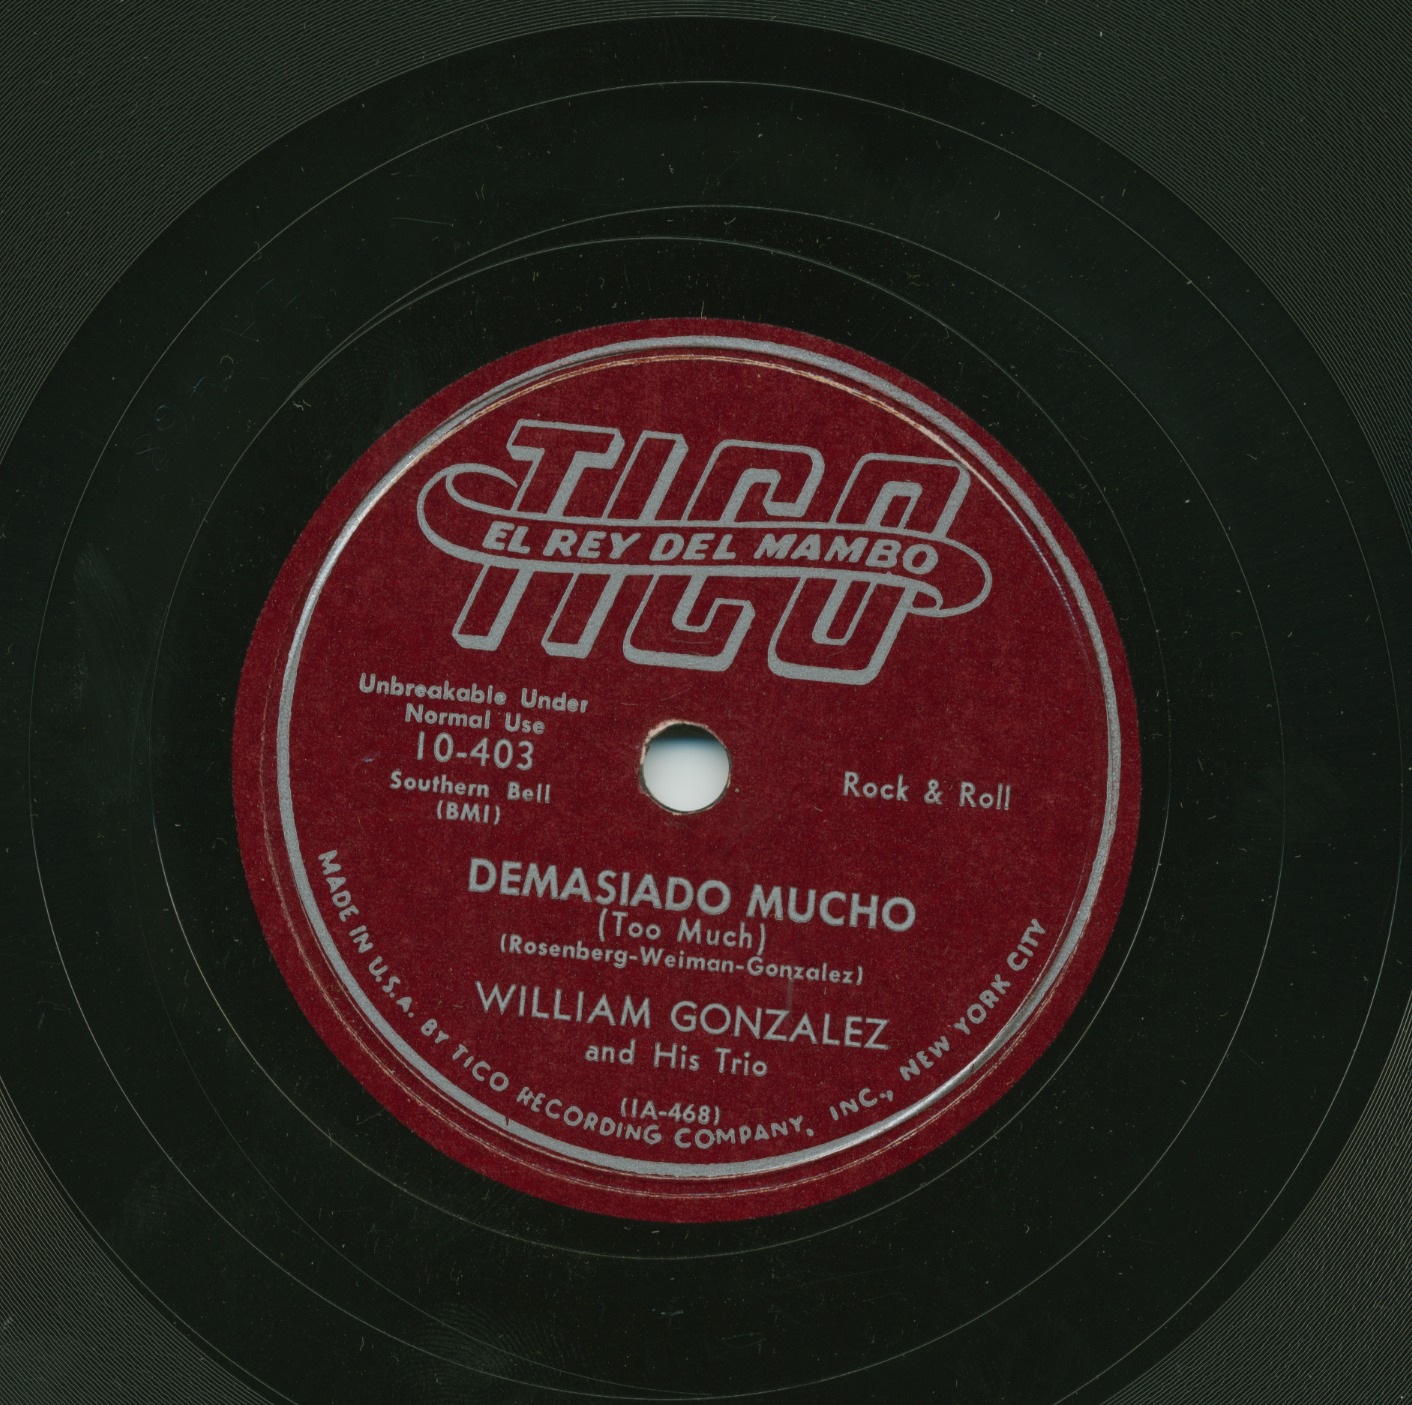 TICO
EL REY DEL MAMBO
Unbreakable Under
Normal Use
10-403
Southern Bell
(BMI)
Rock & Roll
DEMASIADO MUCHO
(Too Much)
(Rosenberg-Weiman-Gonzalez)
WILLIAM GONZALEZ
and His Trio
(1A-468)
MADE IN U.S.A. BY TICO RECORDING COMPANY, INC., NEW YORK CITY